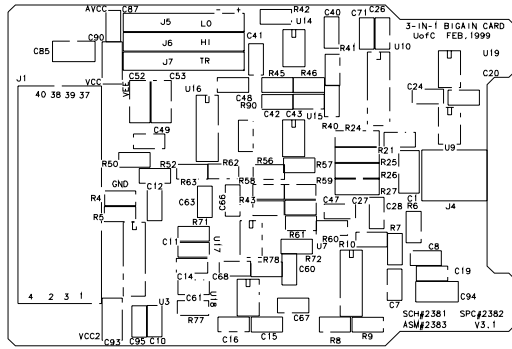 AVCC C87 - + R42
J5 LO U14 C40 C71 C26
3-IN-1 BIGAIN CARD
UofC FEB,1999
C90 J6 HI C41 R41 U10 U19
C85 J7 TR
J1 VCC VEE C52 C53 R45 R46 C20
40 38 39 37 U16 C48 R90 C24
C42 C43 U15
C49 R40 R24
R21 U9
R50 R52 R62 R56 R57 R25
GND C12 R63 R58 R59 R26
R4 C63 C66 R43 R27 C1 J4
R5 C47 C27 C28 R6
R71 R61 R60
C11 U17 U7 R10 R7
R78 R72 C8
C14 C68 C60 C19
4 2 3 1 U3 C61 U18 C67 C7 C94
R77 SCH#2381 SPC#2382
VCC2 C93 C95 C10 C16 C15 R8 R9 ASM#2383 V3.1